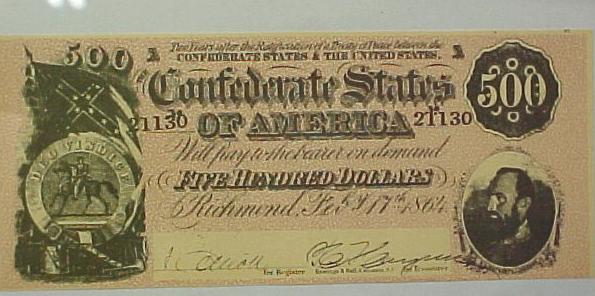 500 A Two Years after the Ratification of a Treaty of Peace between the A
CONFEDERATE STATES & THE UNITED STATES
Confederate States 500
21130 OF AMERICA 21130
Will pay to the bearer on demand
DEO VINDICE
FIVE HUNDRED DOLLARS
Richmond, Feb.y 17th 1864
for Register for Treasurer